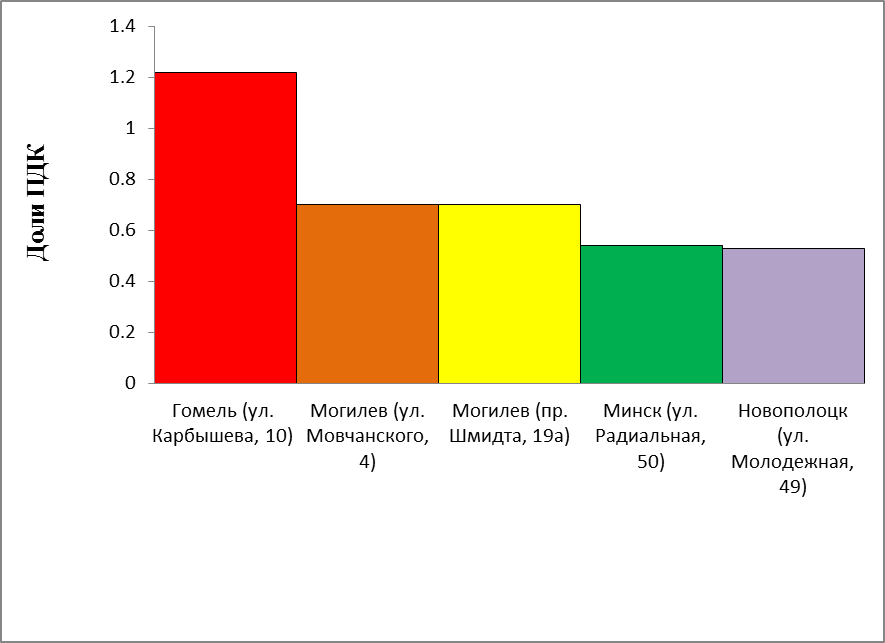 Доли ПДК
1.4
1.2
1
0.8
0.6
0.4
0.2
0
Гомель (ул.
Карбышева, 10)
Могилев (ул.
Мовчанского,
4)
Могилев (пр.
Шмидта, 19а)
Минск (ул.
Радиальная,
50)
Новополоцк
(ул.
Молодежная,
49)